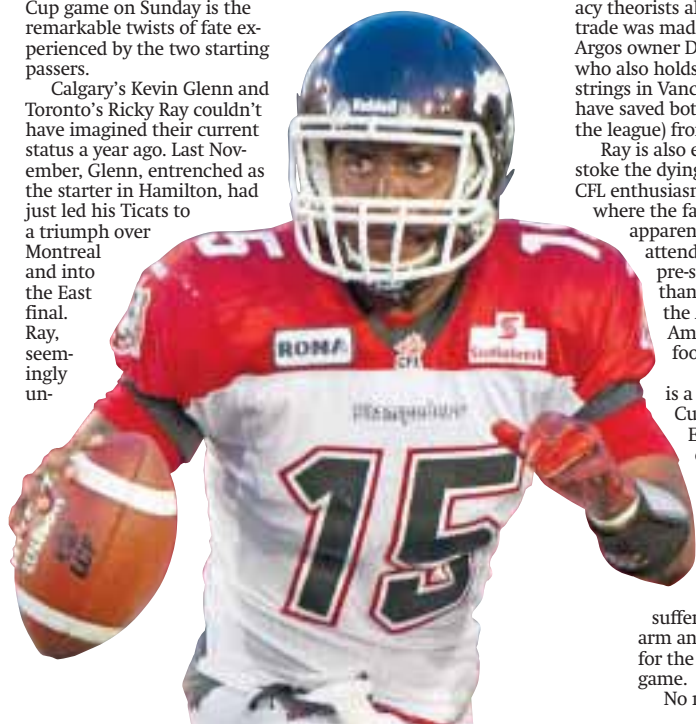 Cup game on Sunday is the
remarkable twists of fate ex-
perienced by the two starting
passers.
Calgary's Kevin Glenn and
Toronto's Ricky Ray couldn't
have imagined their current
status a year ago. Last Nov-
ember, Glenn, entrenched as
the starter in Hamilton, had
just led his Ticats to
a triumph over
Montreal
and into
the East
final.
Ray,
seem-
ingly
un-
Riddell
15
15
RONA
CFL
Scotiabank
15
acy theorists
trade was mad
Argos owner D
who also holds
strings in Vanc
have saved bot
the league) fro
Ray is also e
stoke the dying
CFL enthusiasm
where the fa
apparen
attend
pre-s
than
the
Am
foo
is a
Cu
E
suffer
arm an
for the
game.
No